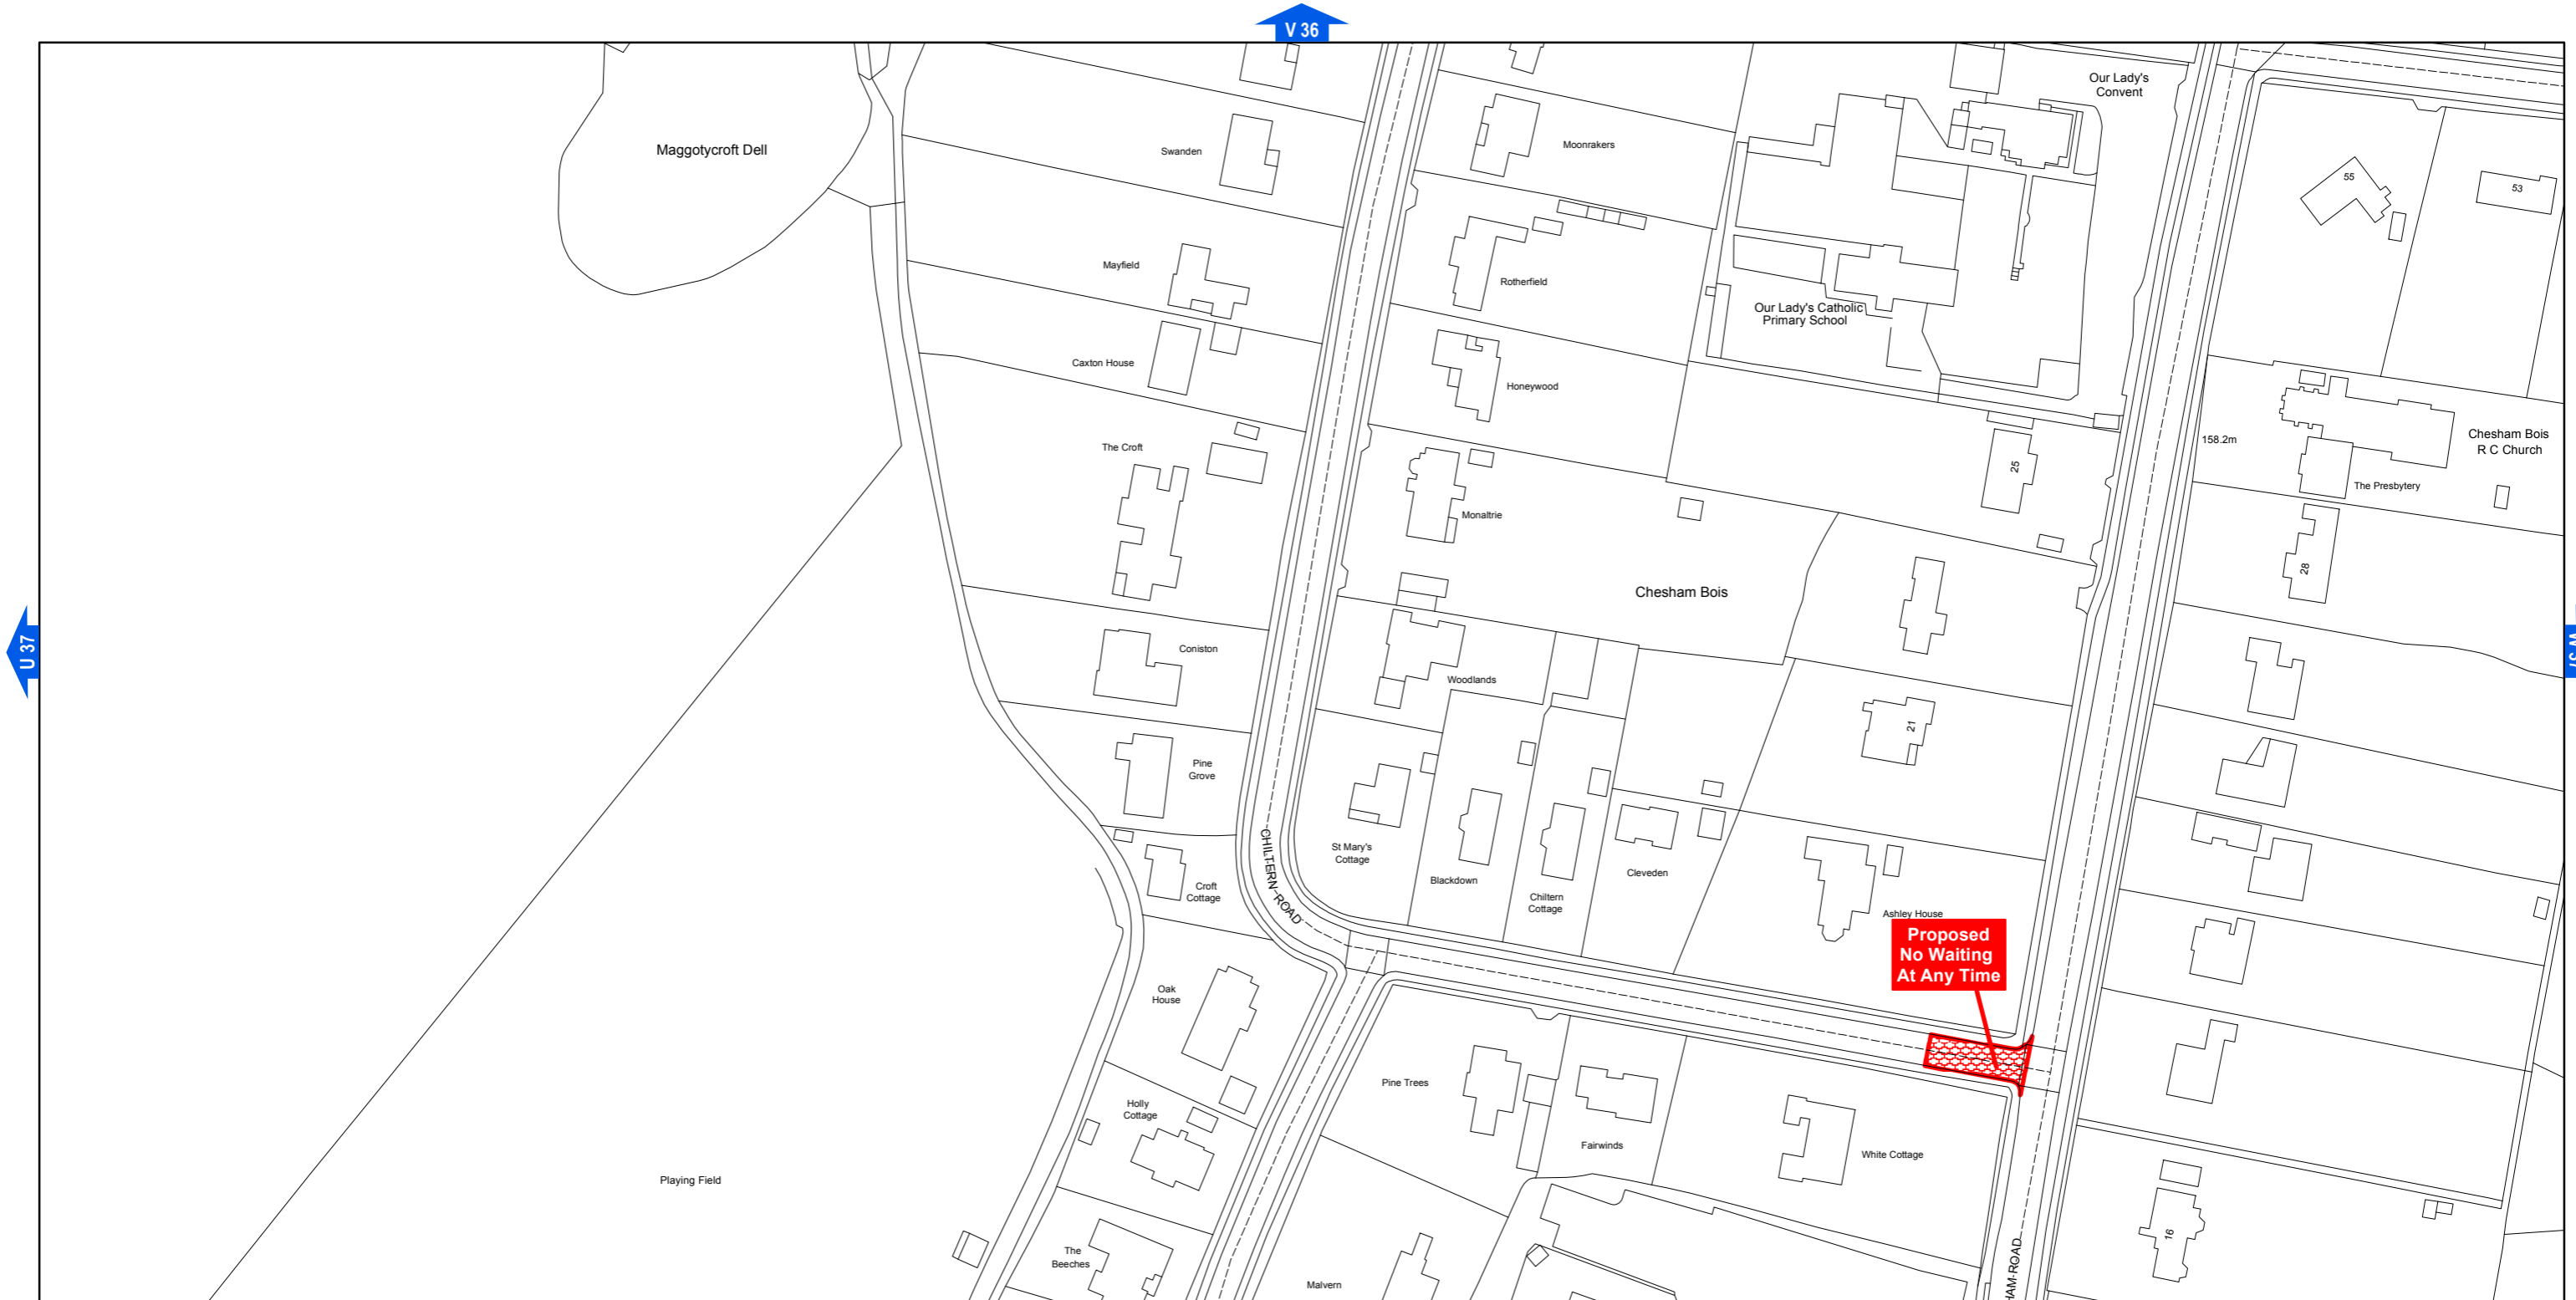 V 36
Our Lady's
Convent
Maggotycroft Dell
Swanden
Moonrakers
55
53
Mayfield
Rotherfield
Our Lady's Catholic
Primary School
Caxton House
Honeywood
The Croft
25
158.2m
Chesham Bois
R C Church
The Presbytery
Monaltrie
28
Chesham Bois
U 37
Coniston
Woodlands
21
Pine
Grove
CHILTERN ROAD
St Mary's
Cottage
Croft
Cottage
Blackdown
Chiltern
Cottage
Cleveden
Ashley House
Proposed
No Waiting
At Any Time
Oak
House
Pine Trees
Holly
Cottage
Fairwinds
White Cottage
Playing Field
The
Beeches
Malvern
16
HAM ROAD